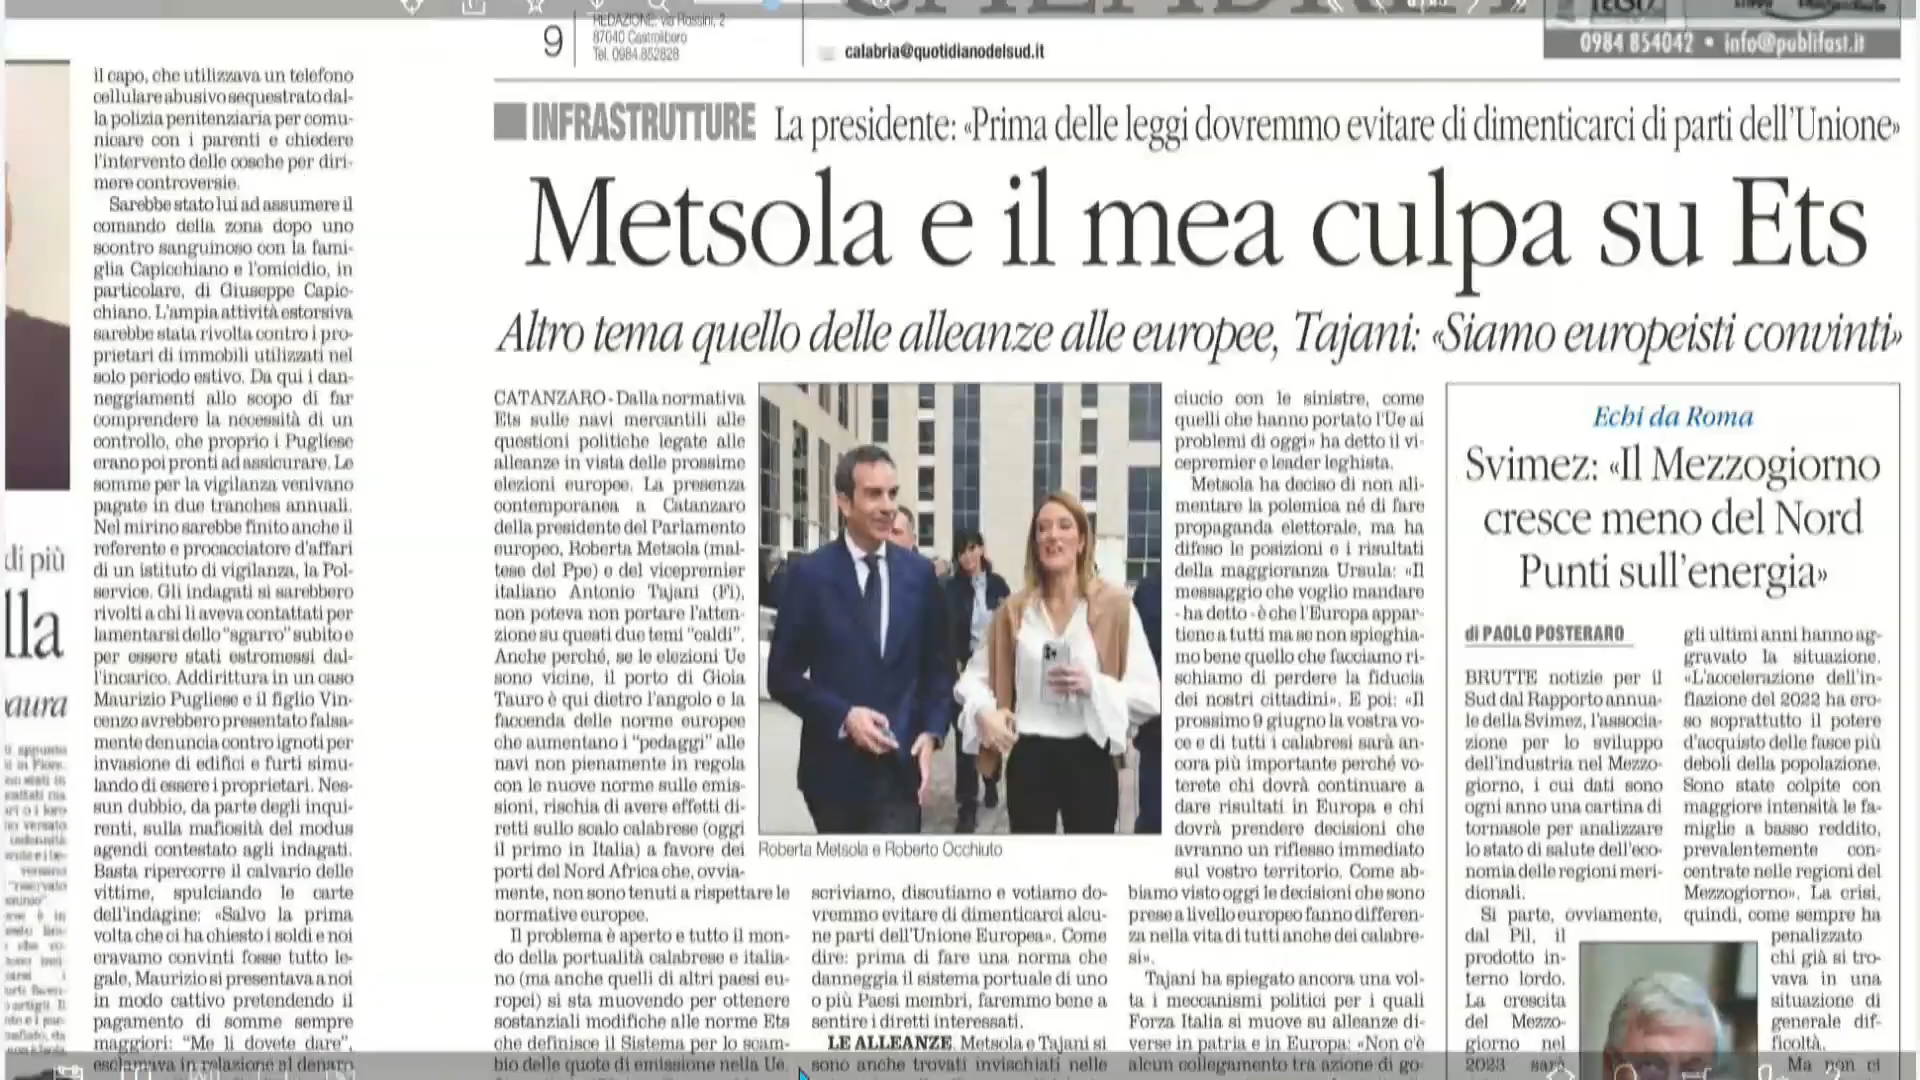 9
REDAZIONE: via Rossini, 2
87040 Castrolibero
Tel. 0984.852828
calabria@quotidianodelsud.it
0984 854042 • info@publifast.it
il capo, che utilizzava un telefono
cellulare abusivo sequestrato dal-
la polizia penitenziaria per comu-
nicare con i parenti e chiedere
l'intervento delle cosche per diri-
mere controversie.
Sarebbe stato lui ad assumere il
comando della zona dopo uno
scontro sanguinoso con la fami-
glia Capicchiano e l'omicidio, in
particolare, di Giuseppe Capic-
chiano. L'ampia attività estorsiva
sarebbe stata rivolta contro i pro-
prietari di immobili utilizzati nel
solo periodo estivo. Da qui i dan-
neggiamenti allo scopo di far
comprendere la necessità di un
controllo, che proprio i Pugliese
erano poi pronti ad assicurare. Le
somme per la vigilanza venivano
pagate in due tranches annuali.
Nel mirino sarebbe finito anche il
referente e procacciatore d'affari
di un istituto di vigilanza, la Pol-
service. Gli indagati si sarebbero
rivolti a chi li aveva contattati per
lamentarsi dello "sgarro" subito e
per essere stati estromessi dal-
l'incarico. Addirittura in un caso
Maurizio Pugliese e il figlio Vin-
cenzo avrebbero presentato falsa-
mente denuncia contro ignoti per
invasione di edifici e furti simu-
lando di essere i proprietari. Nes-
sun dubbio, da parte degli inqui-
renti, sulla mafiosità del modus
agendi contestato agli indagati.
Basta ripercorrere il calvario delle
vittime, spulciando le carte
dell'indagine: «Salvo la prima
volta che ci ha chiesto i soldi e noi
eravamo convinti fosse tutto le-
gale, Maurizio si presentava a noi
in modo cattivo pretendendo il
pagamento di somme sempre
maggiori: "Me li dovete dare",
esclamava in relazione al denaro
di più
lla
aura
INFRASTRUTTURE La presidente: «Prima delle leggi dovremmo evitare di dimenticarci di parti dell'Unione»
Metsola e il mea culpa su Ets
Altro tema quello delle alleanze alle europee, Tajani: «Siamo europeisti convinti»
CATANZARO - Dalla normativa
Ets sulle navi mercantili alle
questioni politiche legate alle
alleanze in vista delle prossime
elezioni europee. La presenza
contemporanea a Catanzaro
della presidente del Parlamento
europeo, Roberta Metsola (mal-
tese del Ppe) e del vicepremier
italiano Antonio Tajani (Fi),
non poteva non portare l'atten-
zione su questi due temi "caldi".
Anche perché, se le elezioni Ue
sono vicine, il porto di Gioia
Tauro è qui dietro l'angolo e la
faccenda delle norme europee
che aumentano i "pedaggi" alle
navi non pienamente in regola
con le nuove norme sulle emis-
sioni, rischia di avere effetti di-
retti sullo scalo calabrese (oggi
il primo in Italia) a favore dei
porti del Nord Africa che, ovvia-
mente, non sono tenuti a rispettare le
normative europee.
Il problema è aperto e tutto il mon-
do della portualità calabrese e italia-
no (ma anche quelli di altri paesi eu-
ropei) si sta muovendo per ottenere
sostanziali modifiche alle norme Ets
che definisce il Sistema per lo scam-
bio delle quote di emissione nella Ue.
Roberta Metsola e Roberto Occhiuto
scriviamo, discutiamo e votiamo do-
vremmo evitare di dimenticarci alcu-
ne parti dell'Unione Europea». Come
dire: prima di fare una norma che
danneggia il sistema portuale di uno
o più Paesi membri, faremmo bene a
sentire i diretti interessati.
LE ALLEANZE. Metsola e Tajani si
sono anche trovati invischiati nelle
ciucio con le sinistre, come
quelli che hanno portato l'Ue ai
problemi di oggi» ha detto il vi-
cepremier e leader leghista.
Metsola ha deciso di non ali-
mentare la polemica né di fare
propaganda elettorale, ma ha
difeso le posizioni e i risultati
della maggioranza Ursula: «Il
messaggio che voglio mandare
- ha detto - è che l'Europa appar-
tiene a tutti ma se non spieghia-
mo bene quello che facciamo ri-
schiamo di perdere la fiducia
dei nostri cittadini». E poi: «Il
prossimo 9 giugno la vostra vo-
ce e di tutti i calabresi sarà an-
cora più importante perché vo-
terete chi dovrà continuare a
dare risultati in Europa e chi
dovrà prendere decisioni che
avranno un riflesso immediato
sul vostro territorio. Come ab-
biamo visto oggi le decisioni che sono
prese a livello europeo fanno differen-
za nella vita di tutti anche dei calabre-
si».
Tajani ha spiegato ancora una vol-
ta i meccanismi politici per i quali
Forza Italia si muove su alleanze di-
verse in patria e in Europa: «Non c'è
alcun collegamento tra azione di go-
Echi da Roma
Svimez: «Il Mezzogiorno
cresce meno del Nord
Punti sull'energia»
di PAOLO POSTERARO
BRUTTE notizie per il
Sud dal Rapporto annua-
le della Svimez, l'associa-
zione per lo sviluppo
dell'industria nel Mezzo-
giorno, i cui dati sono
ogni anno una cartina di
tornasole per analizzare
lo stato di salute dell'eco-
nomia delle regioni meri-
dionali.
Si parte, ovviamente,
dal Pil, il
prodotto in-
terno lordo.
La crescita
del Mezzo-
giorno nel
2023 sarà
gli ultimi anni hanno ag-
gravato la situazione.
«L'accelerazione dell'in-
flazione del 2022 ha ero-
so soprattutto il potere
d'acquisto delle fasce più
deboli della popolazione.
Sono state colpite con
maggiore intensità le fa-
miglie a basso reddito,
prevalentemente con-
centrate nelle regioni del
Mezzogiorno». La crisi,
quindi, come sempre ha
penalizzato
chi già si tro-
vava in una
situazione di
generale dif-
ficoltà.
Ma non ci